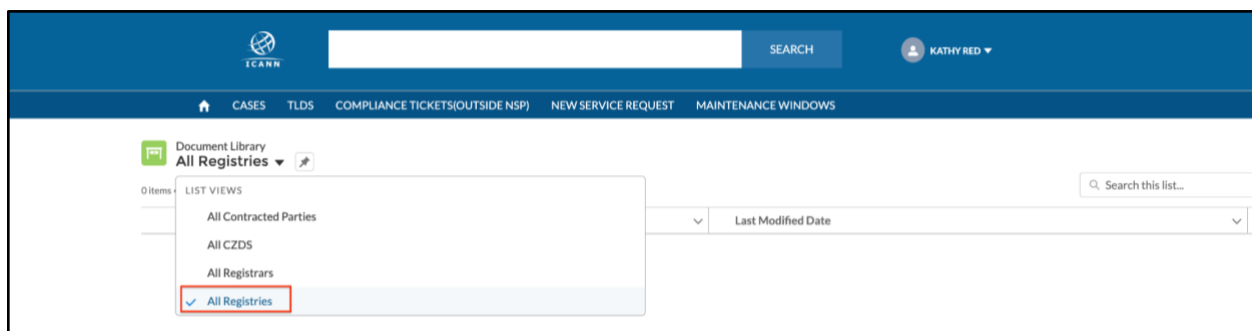 ICANN
SEARCH
KATHY RED
CASES TLDS COMPLIANCE TICKETS(OUTSIDE NSP) NEW SERVICE REQUEST MAINTENANCE WINDOWS
Document Library
All Registries
0 items
LIST VIEWS
Search this list...
All Contracted Parties
Last Modified Date
All CZDS
All Registrars
All Registries